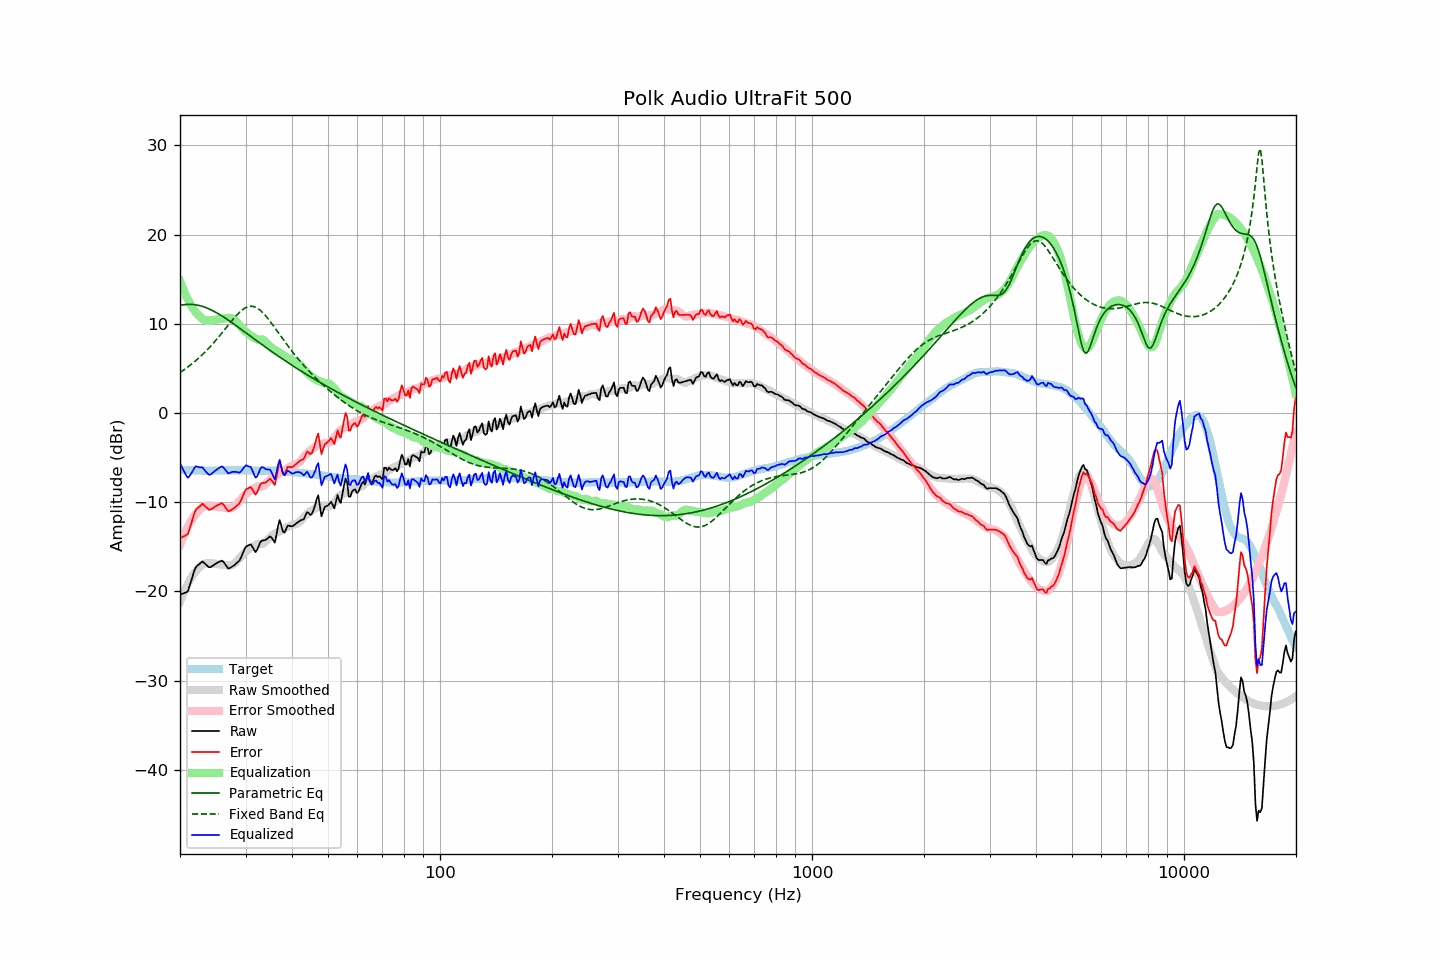 Polk Audio UltraFit 500
30
20
10
0
−10
−20
−30
−40
Amplitude (dBr)
Target
Raw Smoothed
Error Smoothed
Raw
Error
Equalization
Parametric Eq
Fixed Band Eq
Equalized
100
1000
10000
Frequency (Hz)